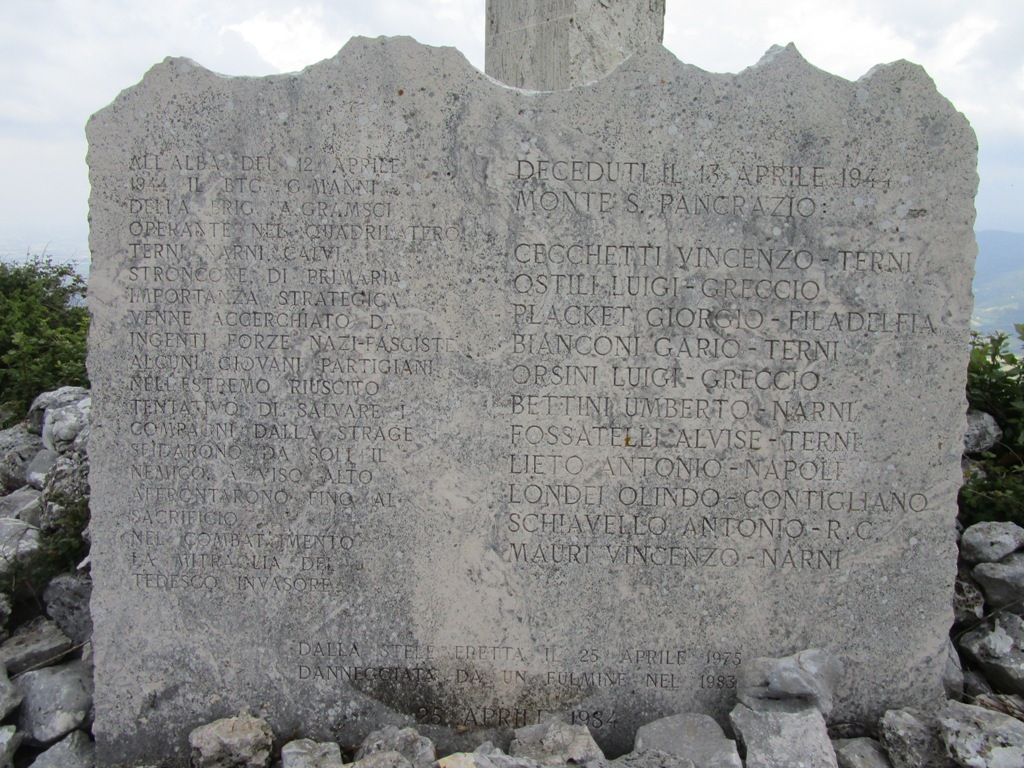 ALL'ALBA DEL 12 APRILE
1944 IL BTG. G. MANNI
DELLA BRIG. A. GRAMSCI
OPERANTE NEL QUADRILATERO
TERNI NARNI CALVI
STRONCONE DI PRIMARIA
IMPORTANZA STRATEGICA
VENNE ACCERCHIATO DA
INGENTI FORZE NAZI-FASCISTE
ALCUNI GIOVANI PARTIGIANI
NELL'ESTREMO RIUSCITO
TENTATIVO DI SALVARE I
COMPAGNI DALLA STRAGE
SFIDARONO DA SOLI IL
NEMICO. A VISO ALTO
AFFRONTARONO FINO AL
SACRIFICIO
NEL COMBATTIMENTO
LA MITRAGLIA DEL
TEDESCO INVASORE
DECEDUTI IL 13 APRILE 1944
MONTE S. PANCRAZIO:
CECCHETTI VINCENZO - TERNI
OSTILI LUIGI - GRECCIO
PLACKET GIORGIO - FILADELFIA
BIANCONI GARIO - TERNI
ORSINI LUIGI - GRECCIO
BETTINI UMBERTO - NARNI
FOSSATELLI ALVISE - TERNI
LIETO ANTONIO - NAPOLI
LONDEI OLINDO - CONTIGLIANO
SCHIAVELLO ANTONIO - R.C.
MAURI VINCENZO - NARNI
DALLA STELE ERETTA IL 25 APRILE 1975
DANNEGGIATA DA UN FULMINE NEL 1983
25 APRILE 1984